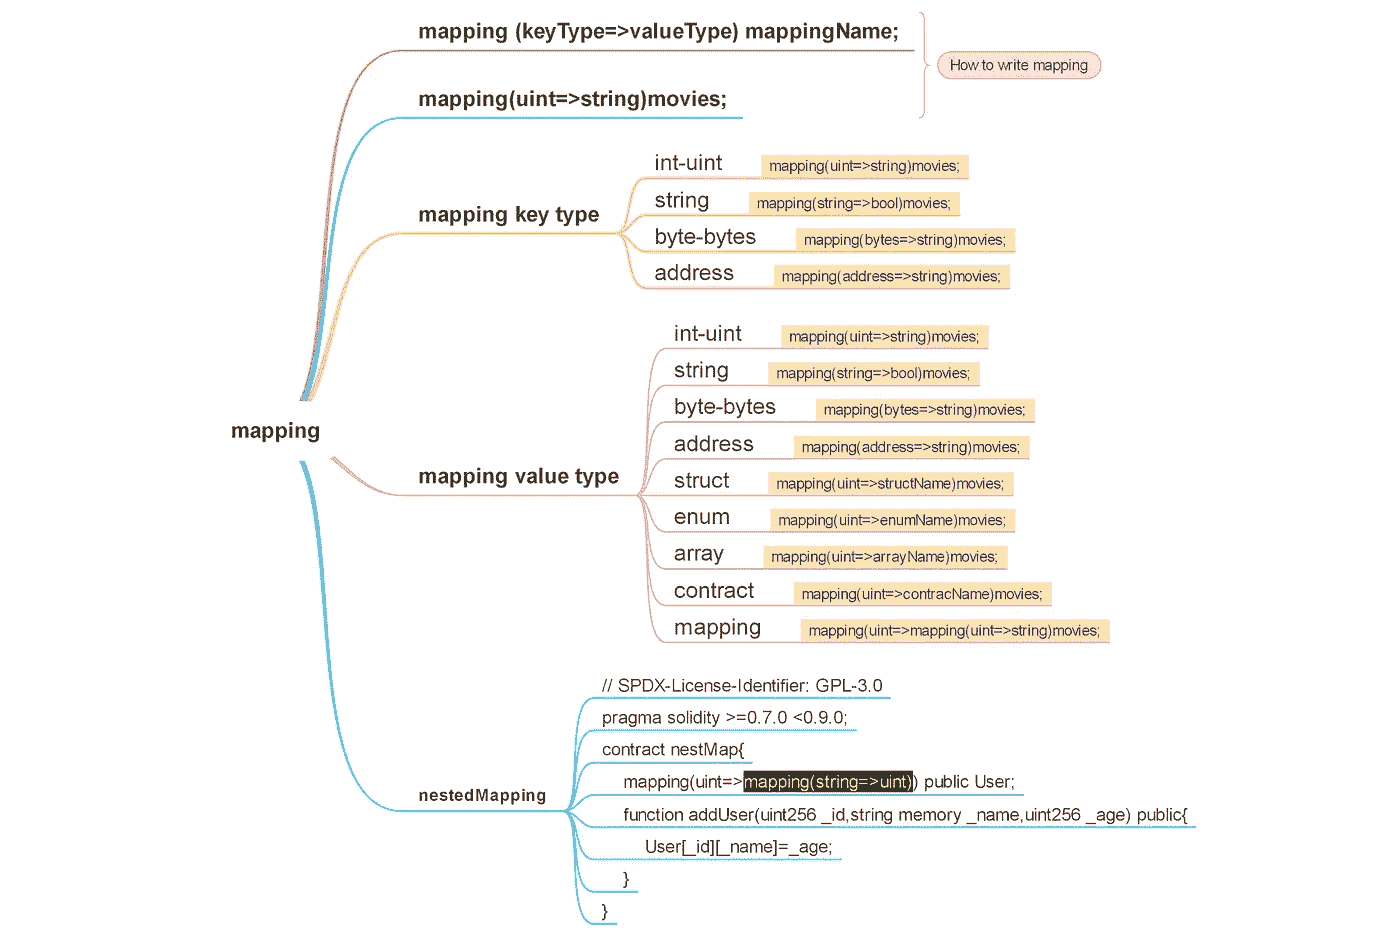 mapping (keyType=>valueType) mappingName;
How to write mapping
mapping(uint=>string)movies;
mapping key type
int-uint mapping(uint=>string)movies;
string mapping(string=>bool)movies;
byte-bytes mapping(bytes=>string)movies;
address mapping(address=>string)movies;
mapping
mapping value type
int-uint mapping(uint=>string)movies;
string mapping(string=>bool)movies;
byte-bytes mapping(bytes=>string)movies;
address mapping(address=>string)movies;
struct mapping(uint=>structName)movies;
enum mapping(uint=>enumName)movies;
array mapping(uint=>arrayName)movies;
contract mapping(uint=>contracName)movies;
mapping mapping(uint=>mapping(uint=>string)movies;
nestedMapping
// SPDX-License-Identifier: GPL-3.0
pragma solidity >=0.7.0 <0.9.0;
contract nestMap{
mapping(uint=>mapping(string=>uint)) public User;
function addUser(uint256 _id,string memory _name,uint256 _age) public{
User[_id][_name]=_age;
}
}